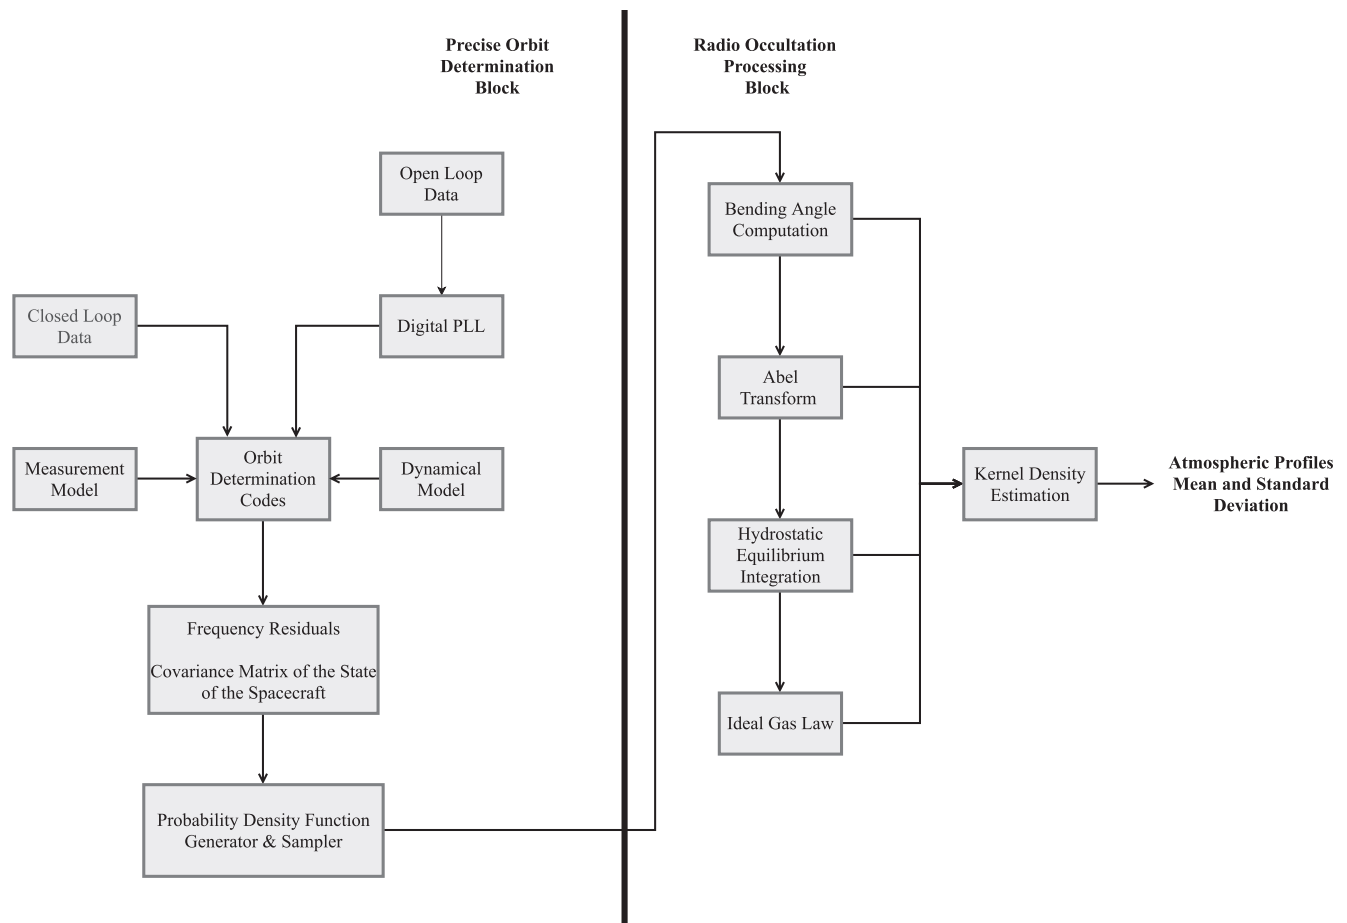 Precise Orbit
Determination
Block
Radio Occultation
Processing
Block
Open Loop
Data
Closed Loop
Data
Digital PLL
Measurement
Model
Orbit
Determination
Codes
Dynamical
Model
Frequency Residuals
Covariance Matrix of the State
of the Spacecraft
Probability Density Function
Generator & Sampler
Bending Angle
Computation
Abel
Transform
Hydrostatic
Equilibrium
Integration
Ideal Gas Law
Kernel Density
Estimation
Atmospheric Profiles
Mean and Standard
Deviation